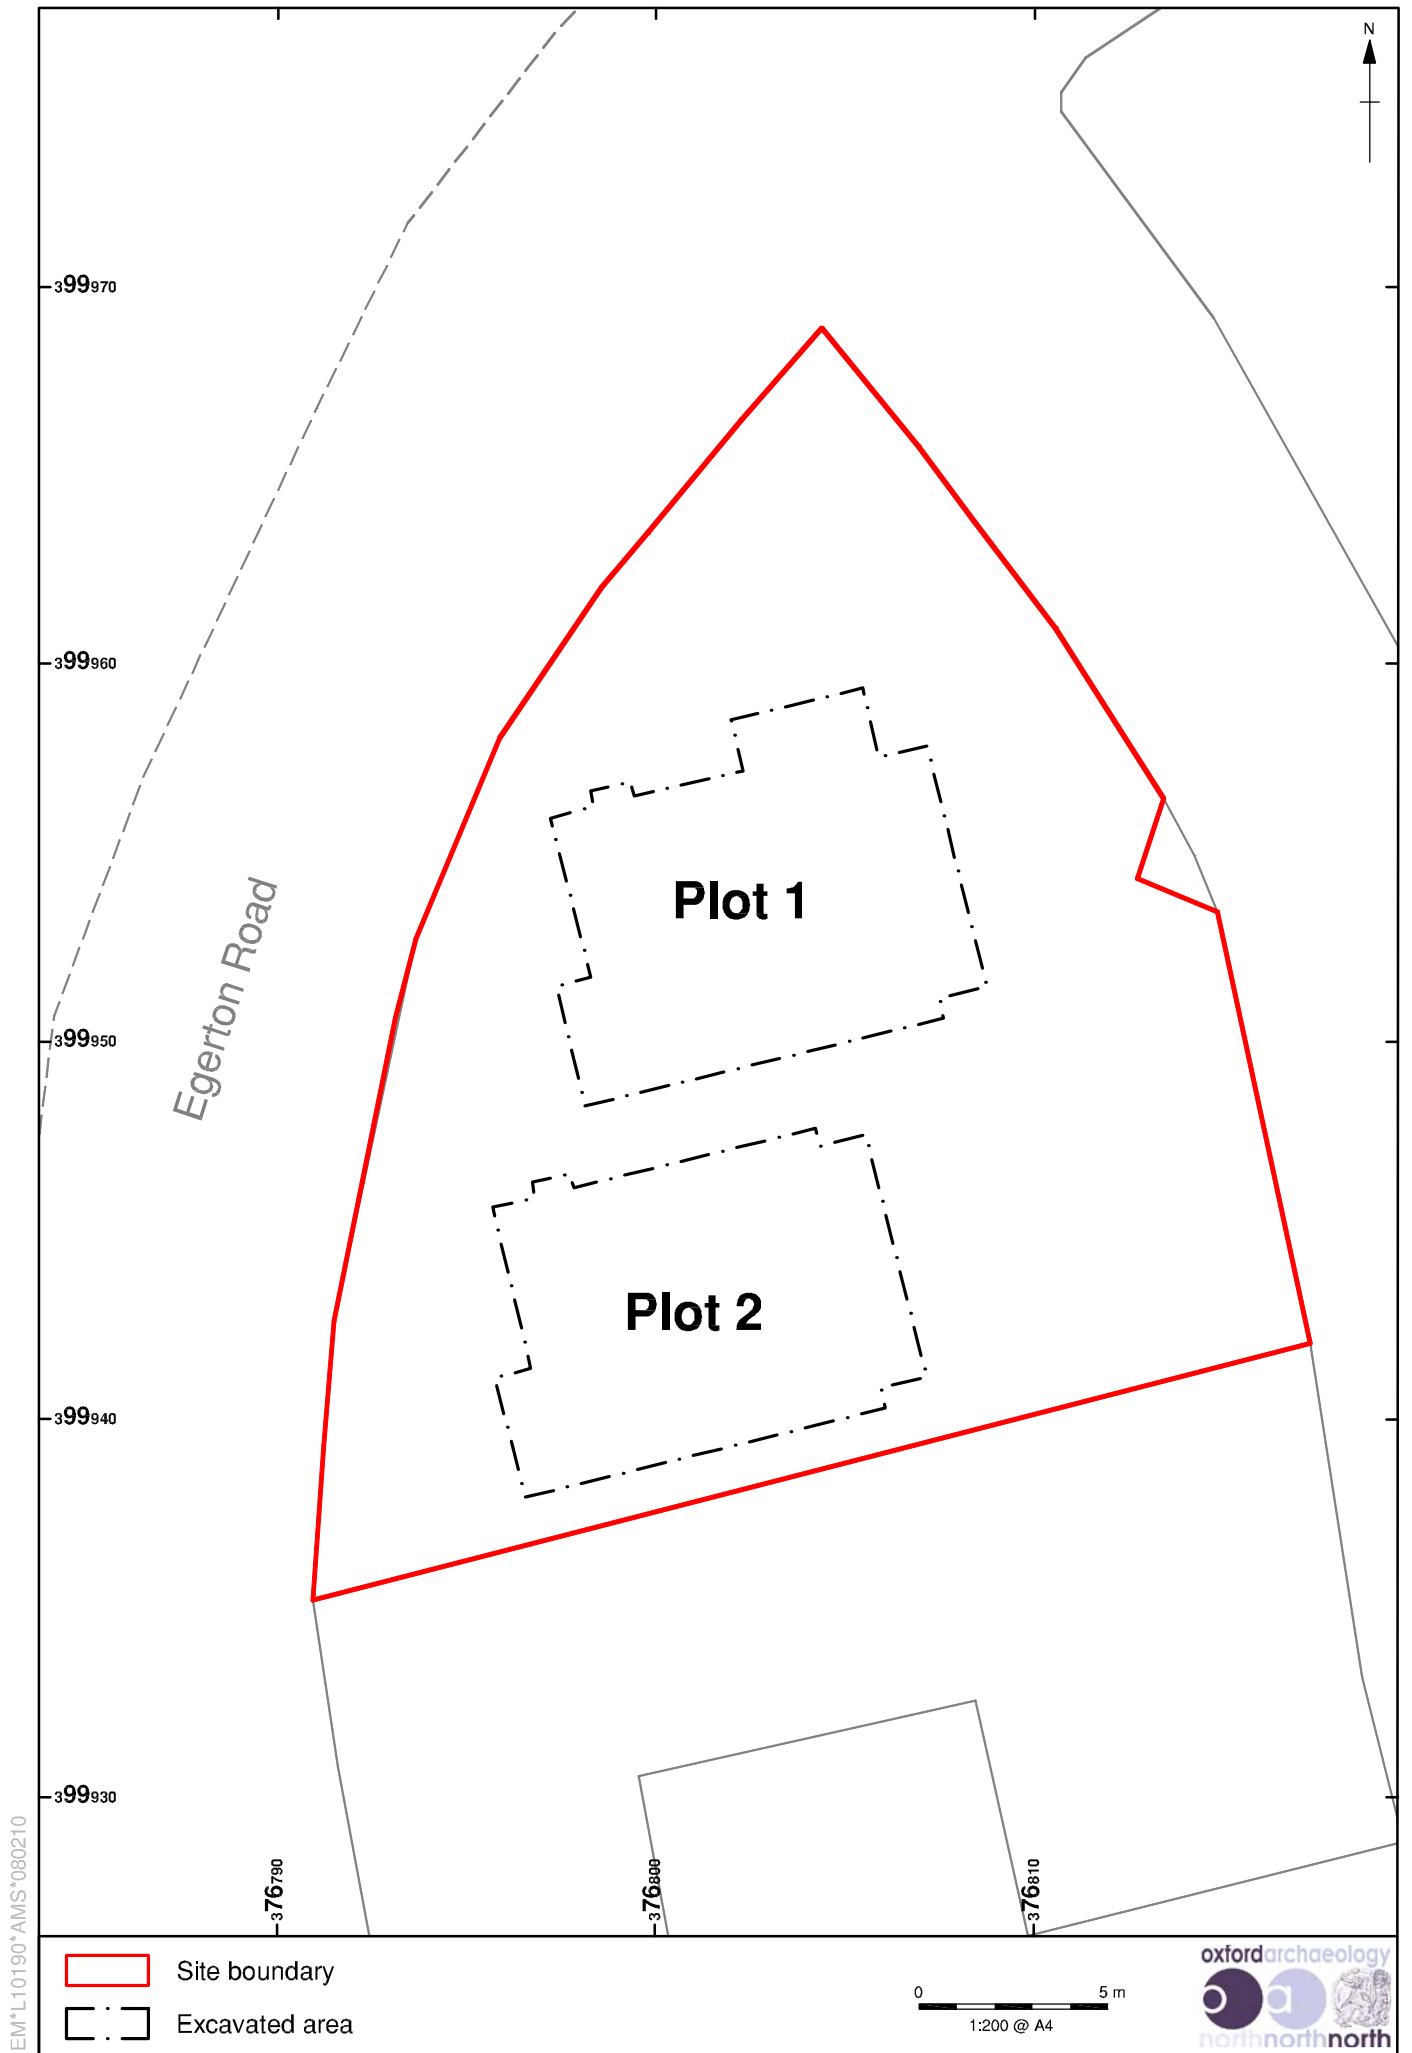 N
399970
399960
Plot 1
Egerton Road
399950
Plot 2
399940
399930
376790
376800
376810
EM*L10190*AMS*080210
Site boundary
Excavated area
0 5 m
1:200 @ A4
oxfordarchaeology
oa
northnorthnorth